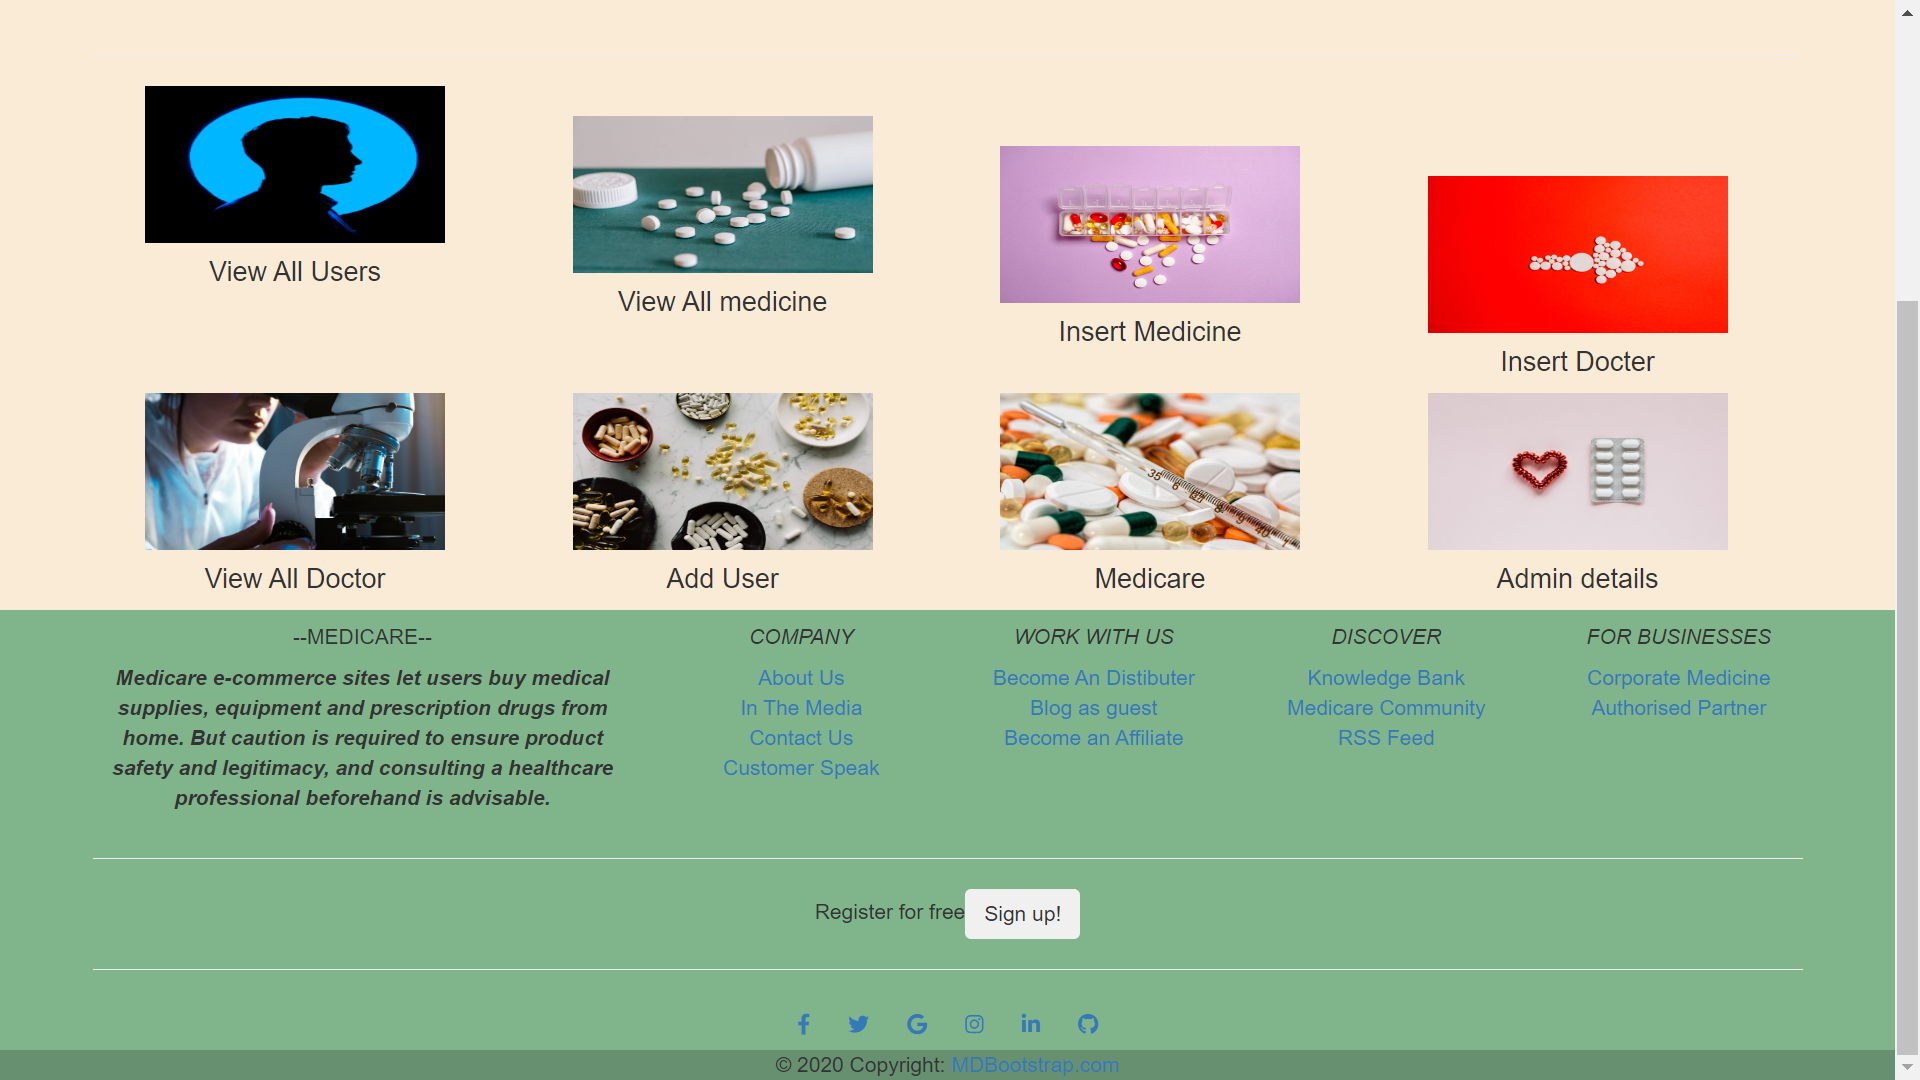 View All Users
View All medicine
Insert Medicine
Insert Docter
View All Doctor
Add User
Medicare
Admin details
--MEDICARE--
Medicare e-commerce sites let users buy medical
supplies, equipment and prescription drugs from
home. But caution is required to ensure product
safety and legitimacy, and consulting a healthcare
professional beforehand is advisable.
COMPANY
About Us
In The Media
Contact Us
Customer Speak
WORK WITH US
Become An Distibuter
Blog as guest
Become an Affiliate
DISCOVER
Knowledge Bank
Medicare Community
RSS Feed
FOR BUSINESSES
Corporate Medicine
Authorised Partner
Register for free Sign up!
© 2020 Copyright: MDBootstrap.com